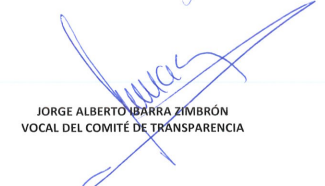 JORGE ALBERTO IBARRA ZIMBRÓN
VOCAL DEL COMITÉ DE TRANSPARENCIA